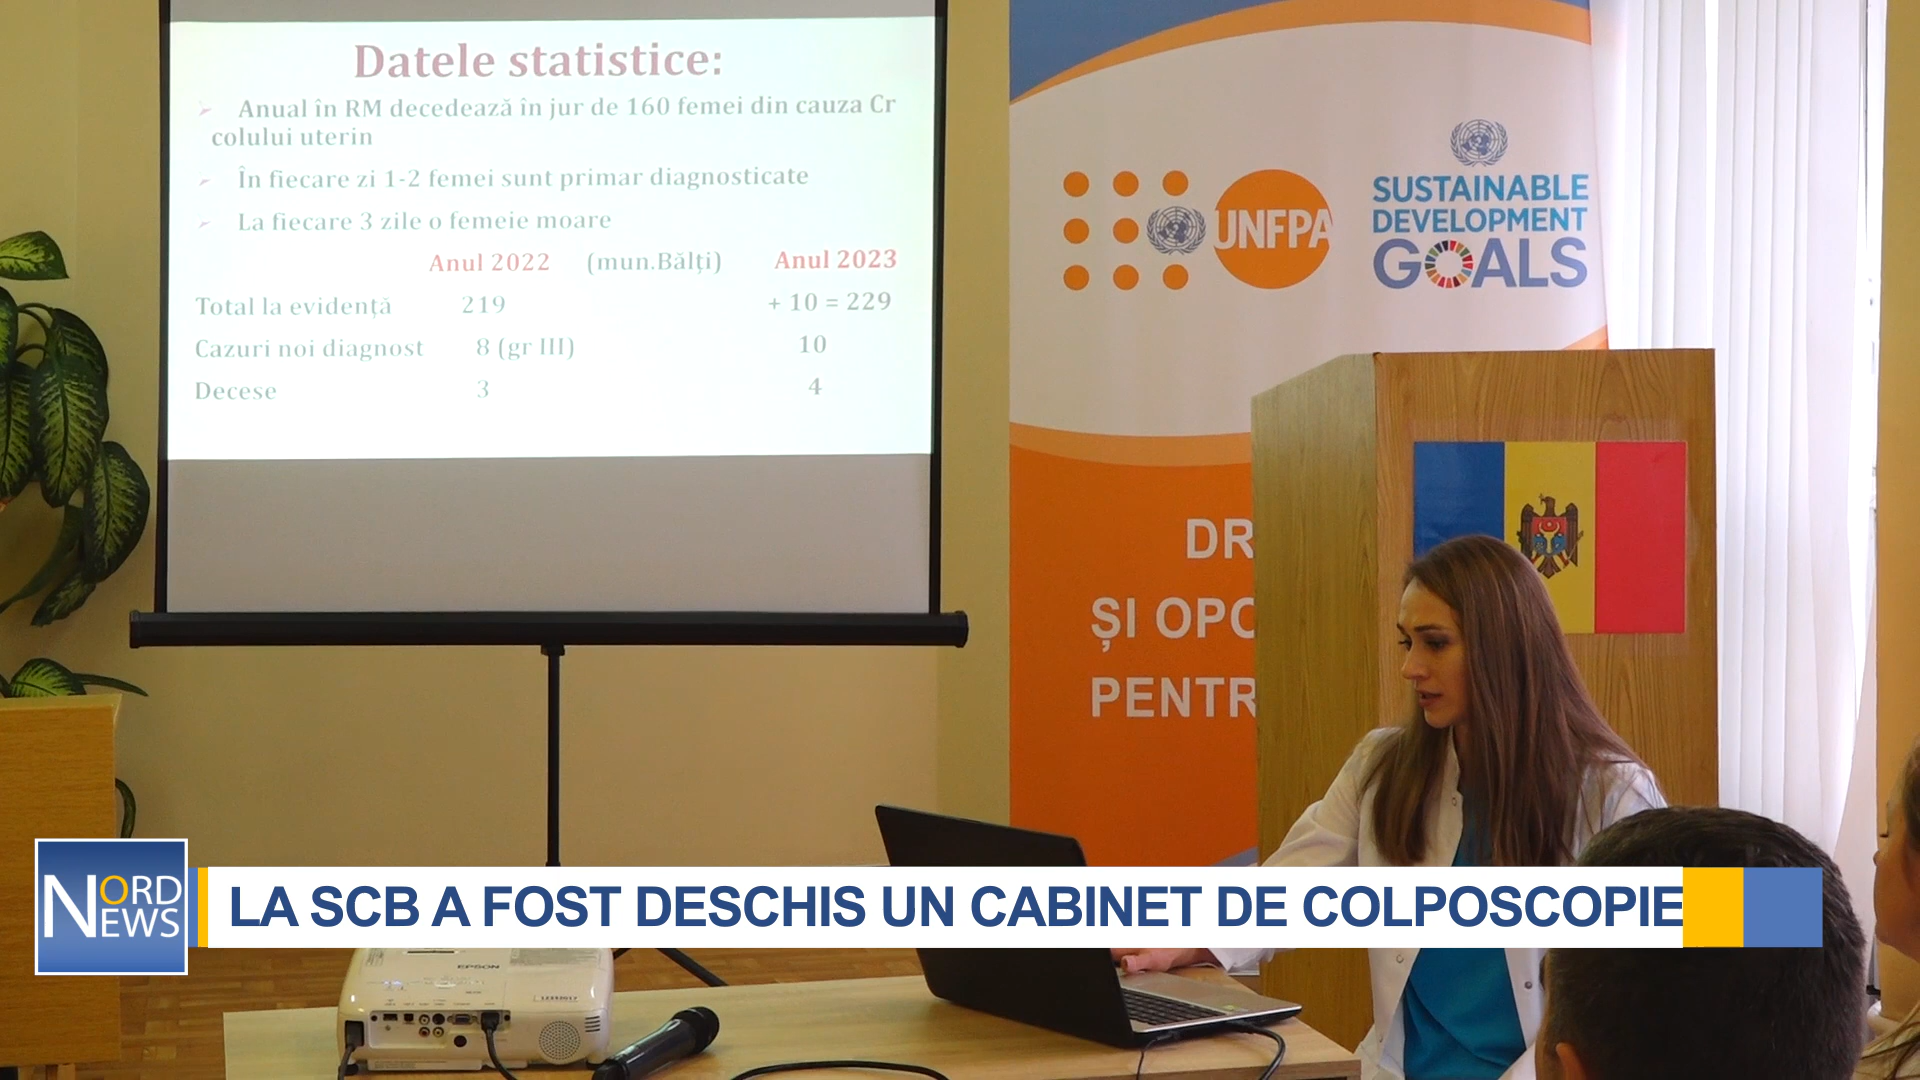 Datele statistice:
Anual în RM decedează în jur de 160 femei din cauza Cr
colului uterin
În fiecare zi 1-2 femei sunt primar diagnosticate
La fiecare 3 zile o femeie moare
Anul 2022 (mun.Bălți) Anul 2023
Total la evidență 219 + 10 = 229
Cazuri noi diagnost 8 (gr III) 10
Decese 3 4
UNFPA
SUSTAINABLE
DEVELOPMENT
GOALS
DR
ȘI OPO
PENTR
NORD
NEWS
LA SCB A FOST DESCHIS UN CABINET DE COLPOSCOPIE
EPSON